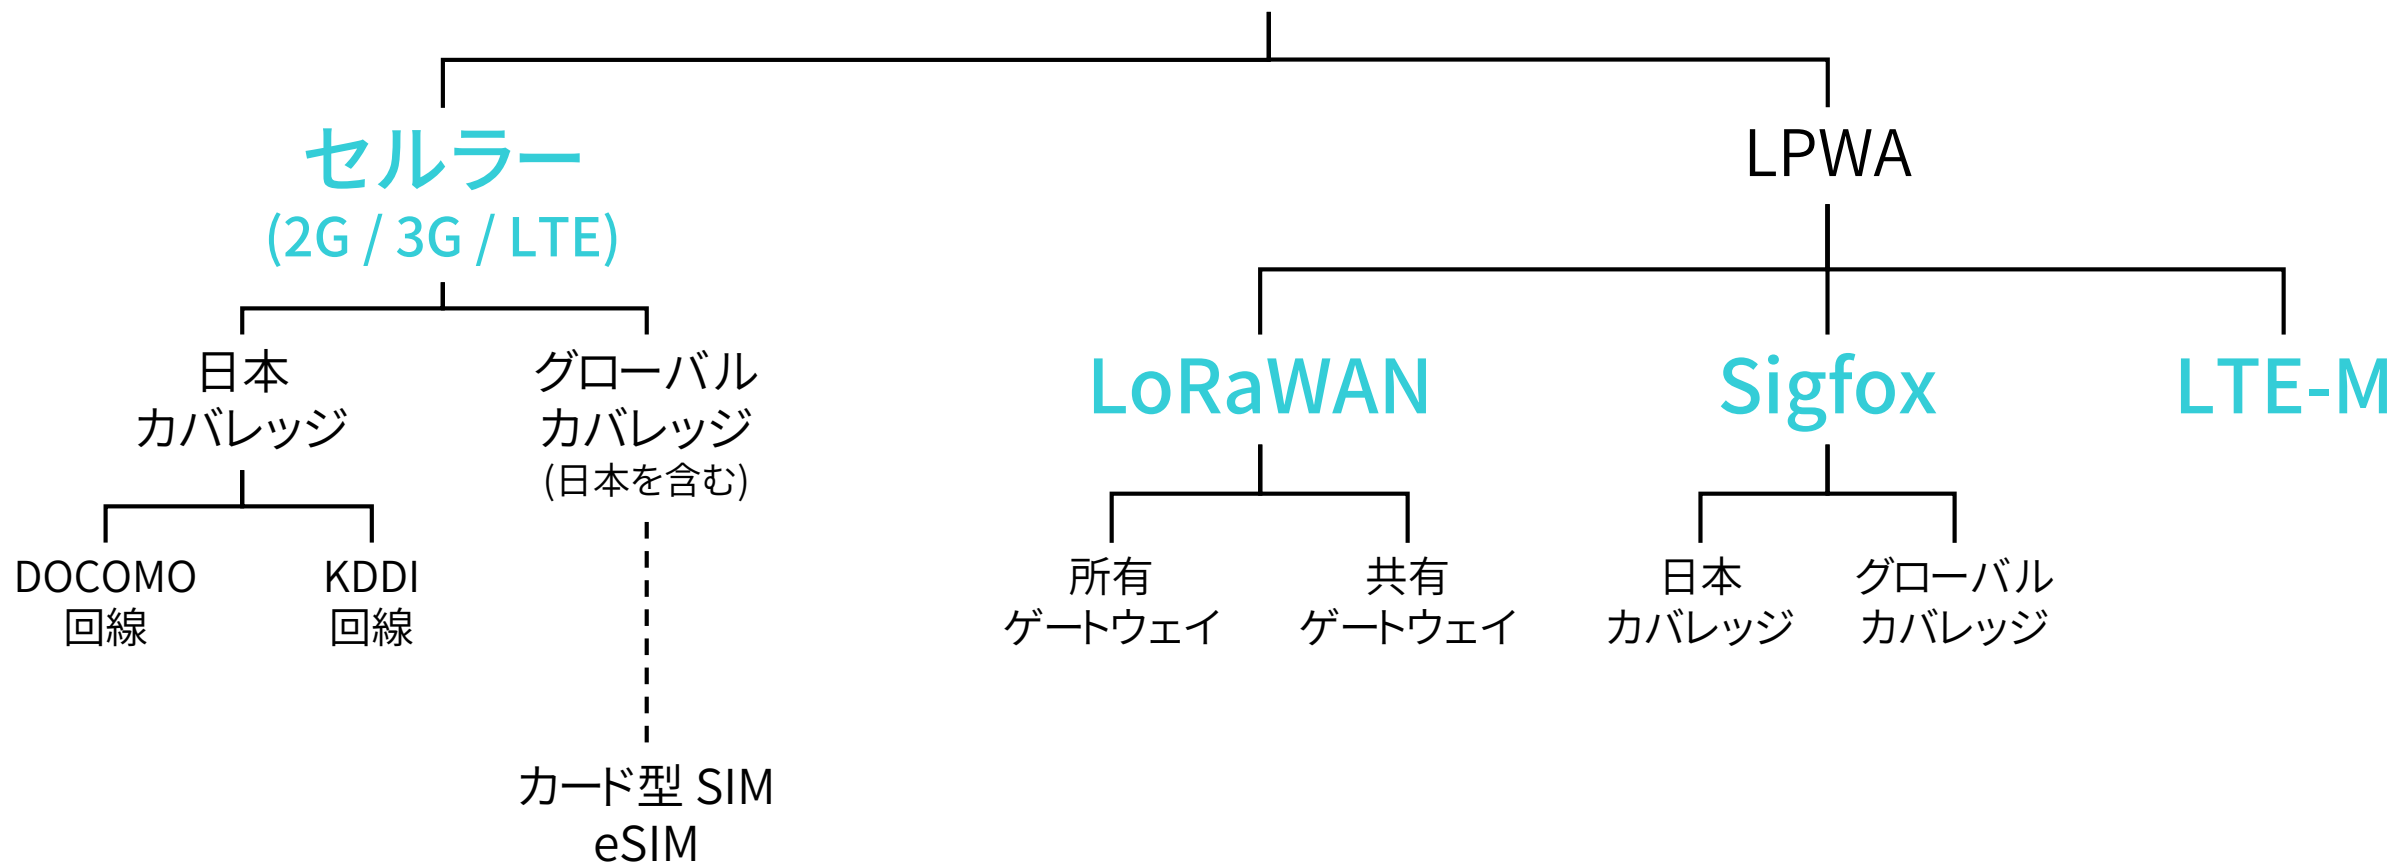 セルラー
(2G / 3G / LTE)
LPWA
日本
カバレッジ
グローバル
カバレッジ
(日本を含む)
LoRaWAN
Sigfox
LTE-M
DOCOMO
回線
KDDI
回線
所有
ゲートウェイ
共有
ゲートウェイ
日本
カバレッジ
グローバル
カバレッジ
カード型 SIM
eSIM